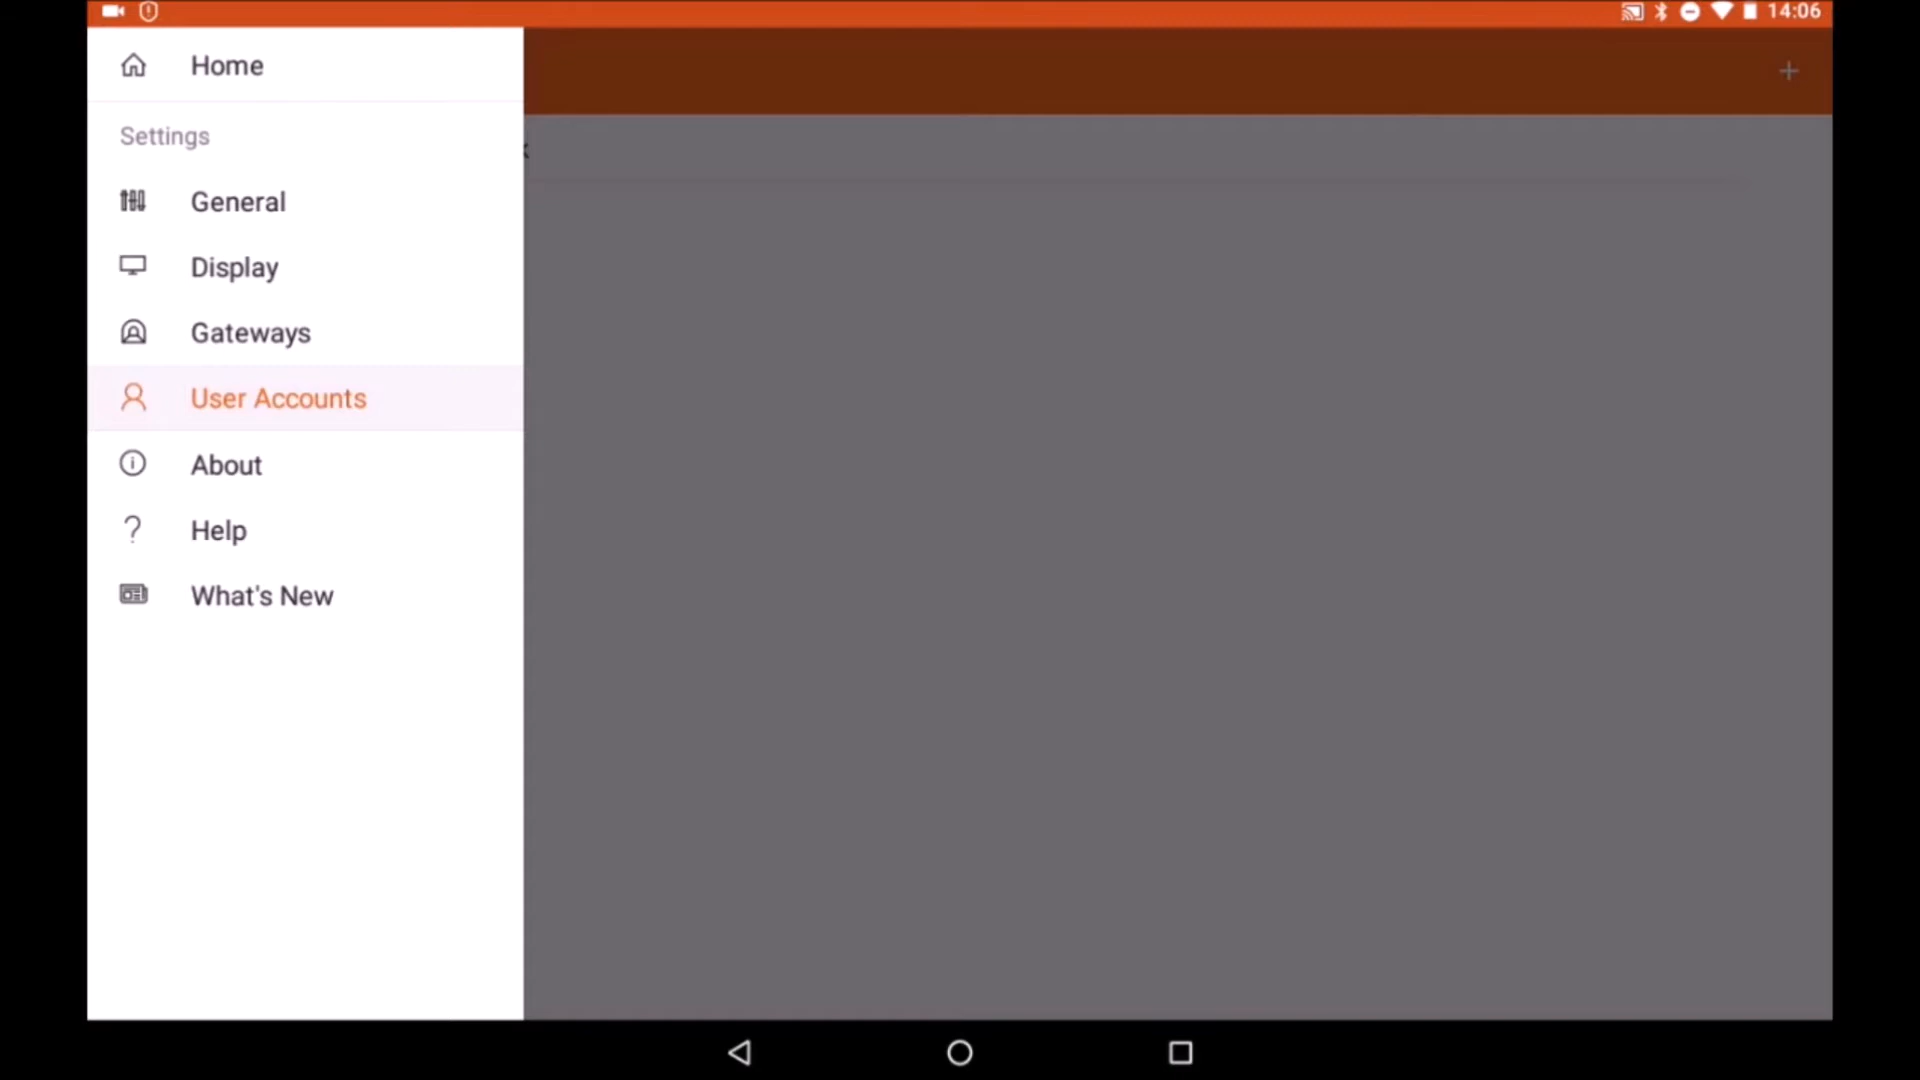 14:06
Home
Settings
General
Display
Gateways
User Accounts
About
Help
What's New